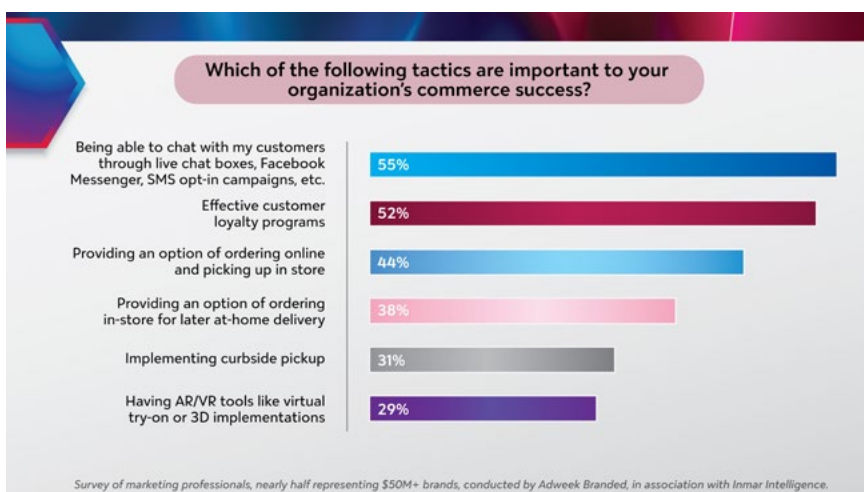 Which of the following tactics are important to your
organization's commerce success?
Being able to chat with my customers
through live chat boxes, Facebook
Messenger, SMS opt-in campaigns, etc.
55%
Effective customer
loyalty programs
52%
Providing an option of ordering online
and picking up in store
44%
Providing an option of ordering
in-store for later at-home delivery
38%
Implementing curbside pickup
31%
Having AR/VR tools like virtual
try-on or 3D implementations
29%
Survey of marketing professionals, nearly half representing $50M+ brands, conducted by Adweek Branded, in association with Inmar Intelligence.